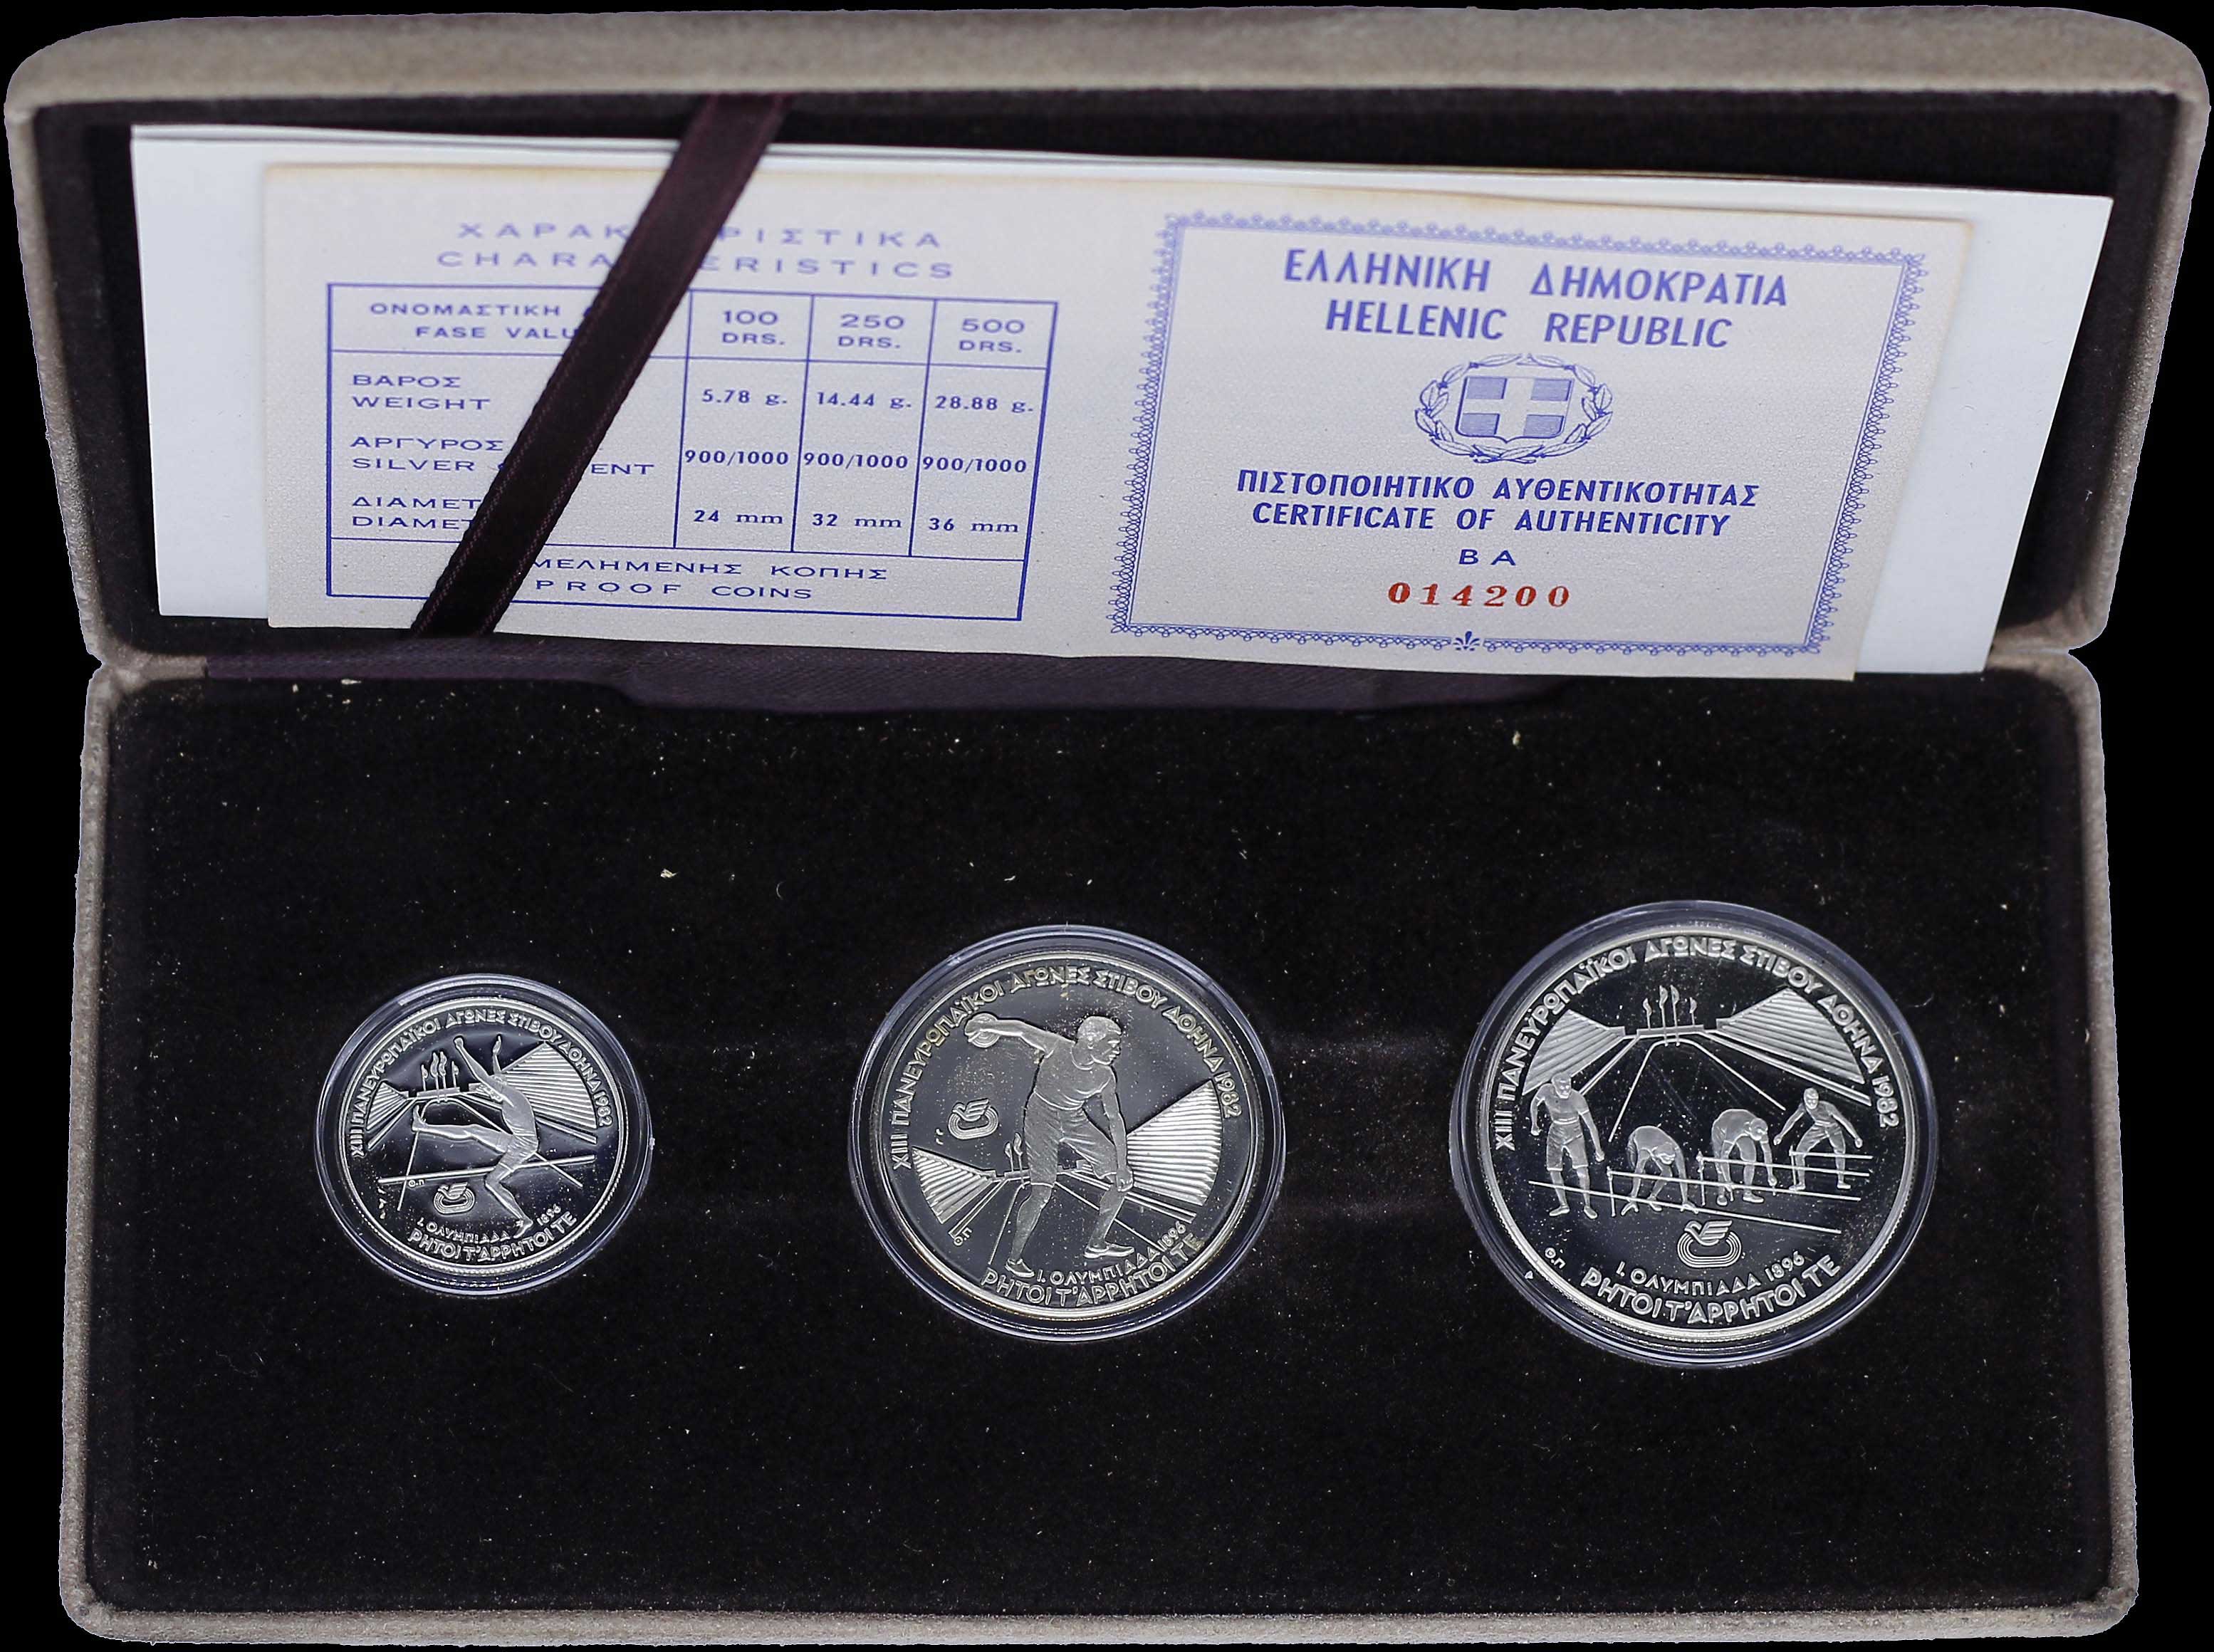 ΧΑΡΑΚ ΡΙΣΤΙΚΑ
CHARA ERISTICS
ΟΝΟΜΑΣΤΙΚΗ
FASE VALU
100 DRS.
250 DRS.
500 DRS.
ΒΑΡΟΣ
WEIGHT
5.78 g. 14.44 g. 28.88 g.
ΑΡΓΥΡΟΣ
SILVER ENT
900/1000 900/1000 900/1000
ΔΙΑΜΕΤ
DIAMET
24 mm 32 mm 36 mm
ΜΕΛΗΜΕΝΗΣ ΚΟΠΗΣ
PROOF COINS
ΕΛΛΗΝΙΚΗ ΔΗΜΟΚΡΑΤΙΑ
HELLENIC REPUBLIC
ΠΙΣΤΟΠΟΙΗΤΙΚΟ ΑΥΘΕΝΤΙΚΟΤΗΤΑΣ
CERTIFICATE OF AUTHENTICITY
ΒΑ
014200
XIII ΠΑΝΕΥΡΩΠΑΪΚΟΙ ΑΓΩΝΕΣ ΣΤΙΒΟΥ ΑΘΗΝΑ 1982
Θ.Π
Ι. ΟΛΥΜΠΙΑΔΑ 1896
ΡΗΤΟΙ Τ'ΑΡΡΗΤΟΙ ΤΕ
XIII ΠΑΝΕΥΡΩΠΑΪΚΟΙ ΑΓΩΝΕΣ ΣΤΙΒΟΥ ΑΘΗΝΑ 1982
Θ.Π
Ι. ΟΛΥΜΠΙΑΔΑ 1896
ΡΗΤΟΙ Τ'ΑΡΡΗΤΟΙ ΤΕ
XIII ΠΑΝΕΥΡΩΠΑΪΚΟΙ ΑΓΩΝΕΣ ΣΤΙΒΟΥ ΑΘΗΝΑ 1982
Θ.Π
Ι. ΟΛΥΜΠΙΑΔΑ 1896
ΡΗΤΟΙ Τ'ΑΡΡΗΤΟΙ ΤΕ